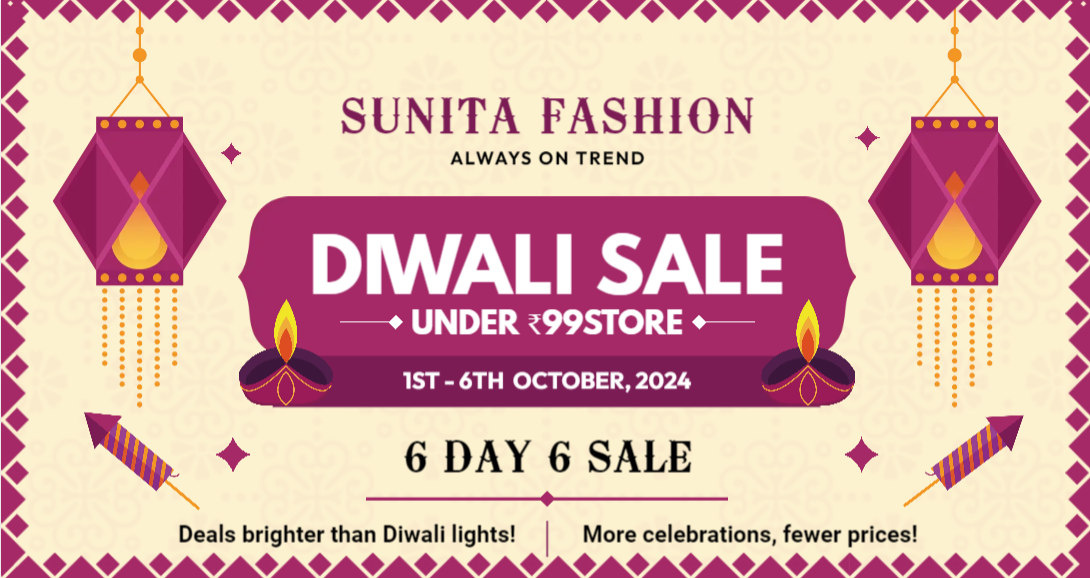 SUNITA FASHION
ALWAYS ON TREND
DIWALI SALE
UNDER ₹99STORE
1ST - 6TH OCTOBER, 2024
6 DAY 6 SALE
Deals brighter than Diwali lights!
More celebrations, fewer prices!